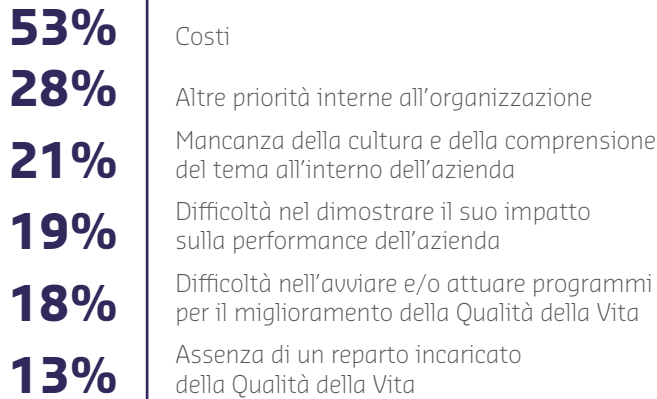 53% Costi
28% Altre priorità interne all'organizzazione
21% Mancanza della cultura e della comprensione
del tema all'interno dell'azienda
19% Difficoltà nel dimostrare il suo impatto
sulla performance dell'azienda
18% Difficoltà nell'avviare e/o attuare programmi
per il miglioramento della Qualità della Vita
13% Assenza di un reparto incaricato
della Qualità della Vita